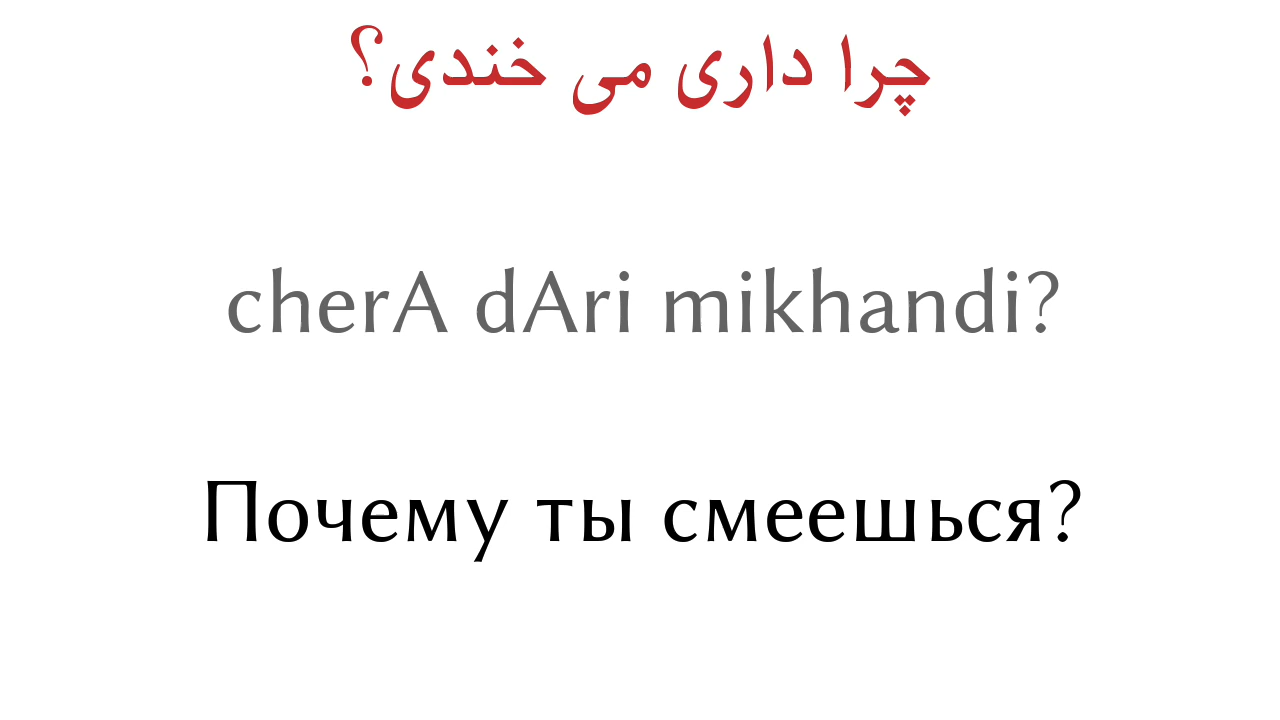 چرا داری می خندی؟
cherA dAri mikhandi?
Почему ты смеешься?